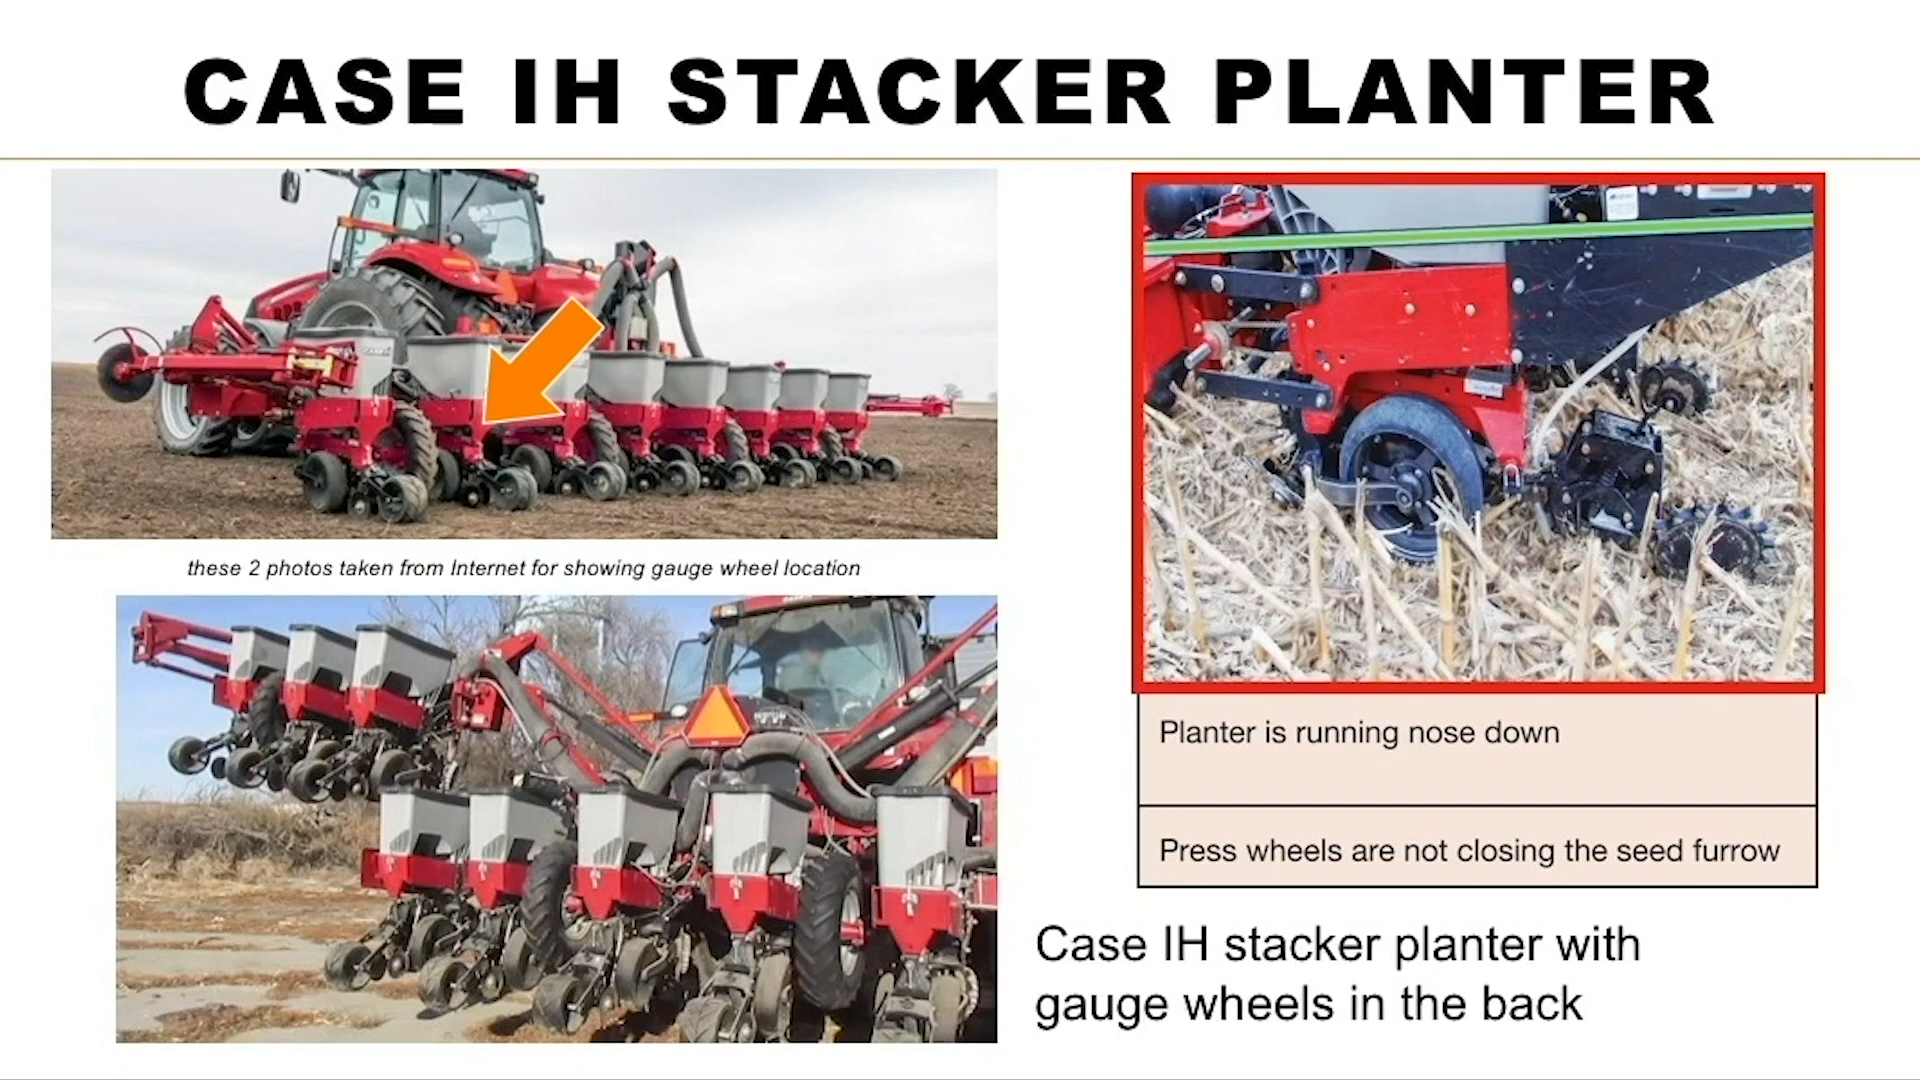 CASE IH STACKER PLANTER
these 2 photos taken from Internet for showing gauge wheel location
Planter is running nose down
Press wheels are not closing the seed furrow
Case IH stacker planter with
gauge wheels in the back